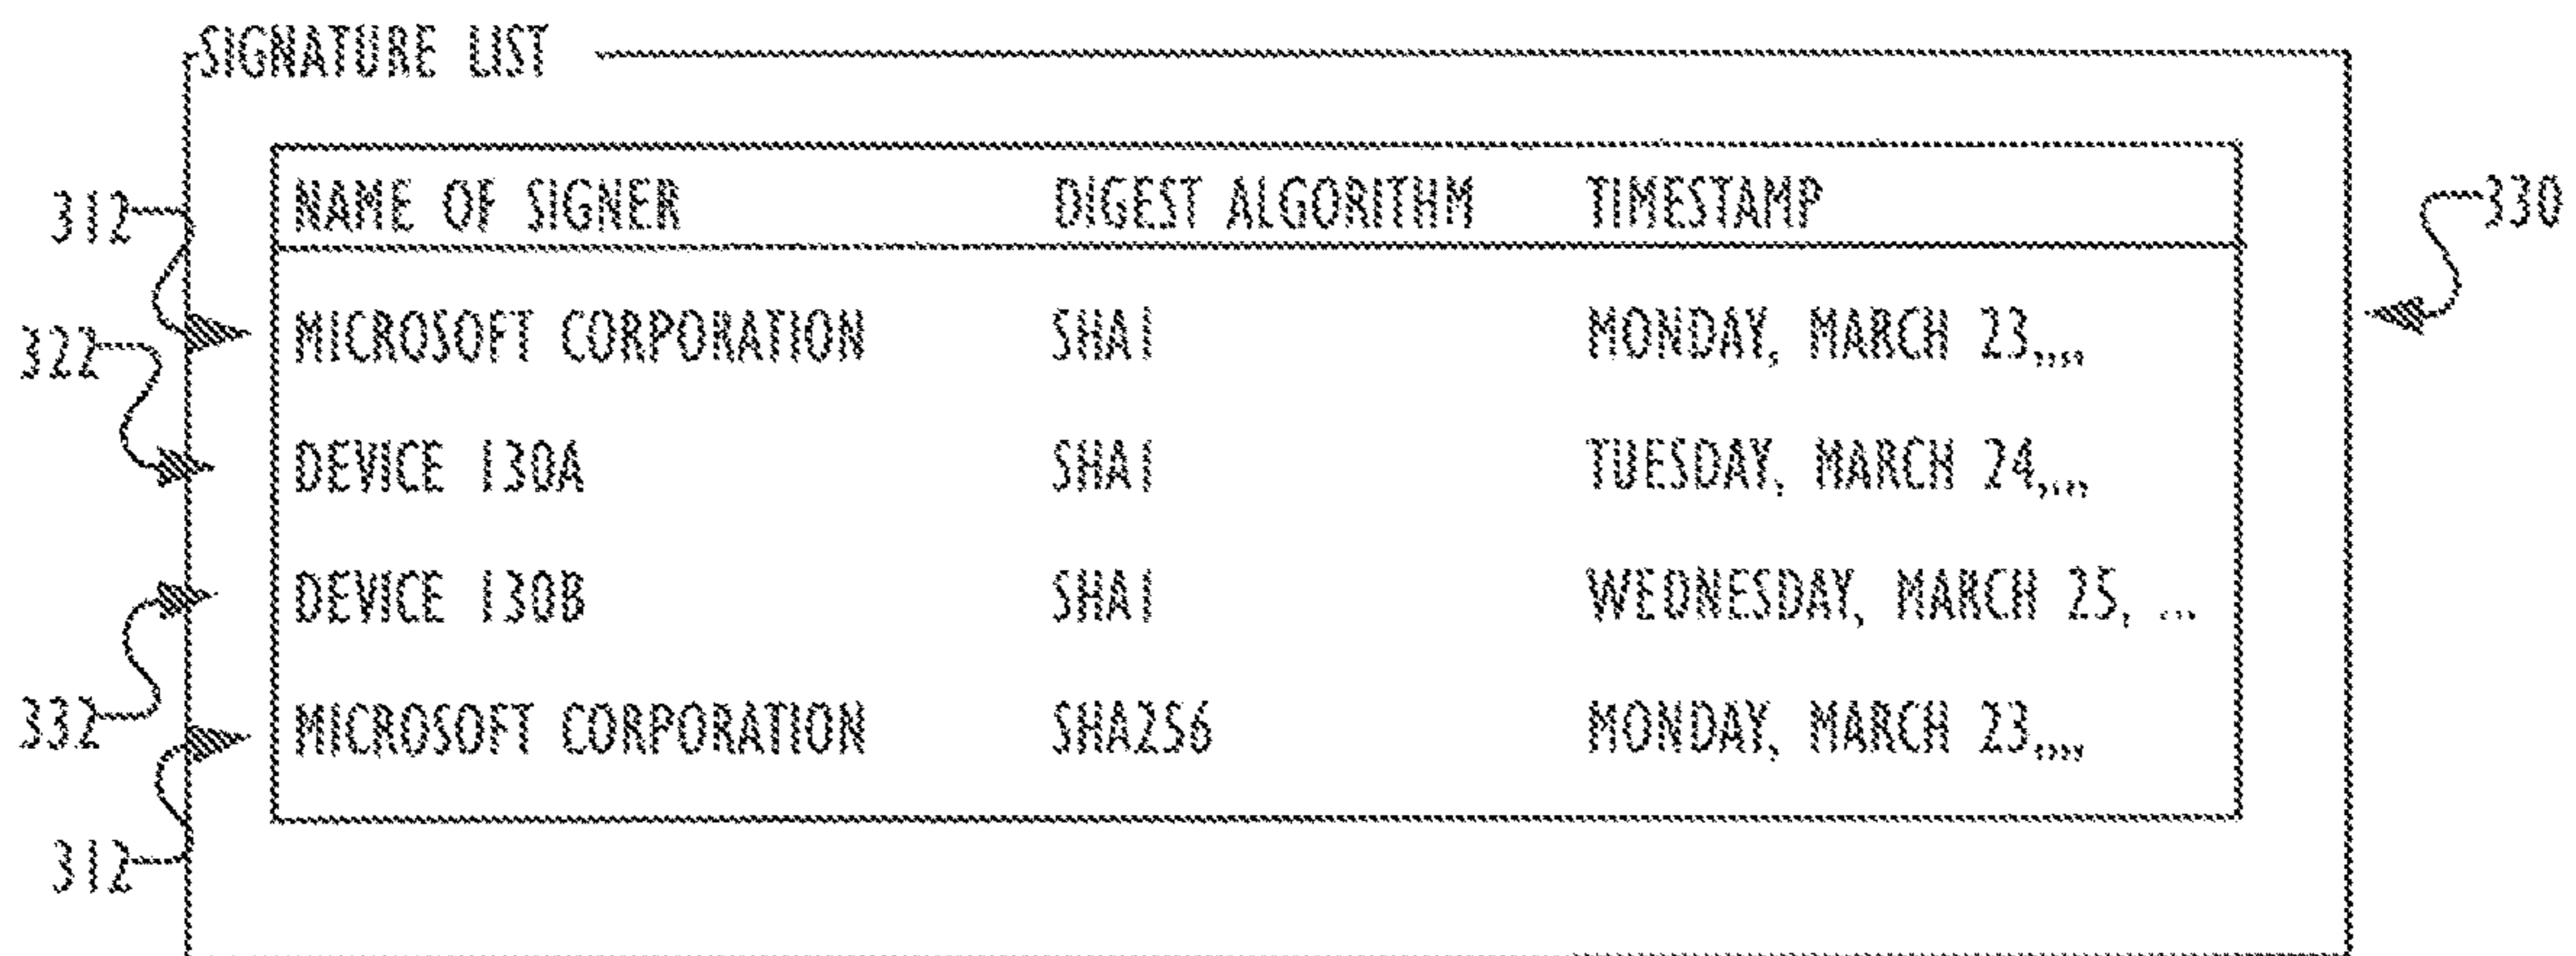 SIGNATURE LIST
NAME OF SIGNER DIGEST ALGORITHM TIMESTAMP
312
330
MICROSOFT CORPORATION SHA1 MONDAY, MARCH 23,,,,,
322
DEVICE 130A SHA1 TUESDAY, MARCH 24,,,,,
DEVICE 130B SHA1 WEDNESDAY, MARCH 25, ...
332
MICROSOFT CORPORATION SHA256 MONDAY, MARCH 23,,,,,
312